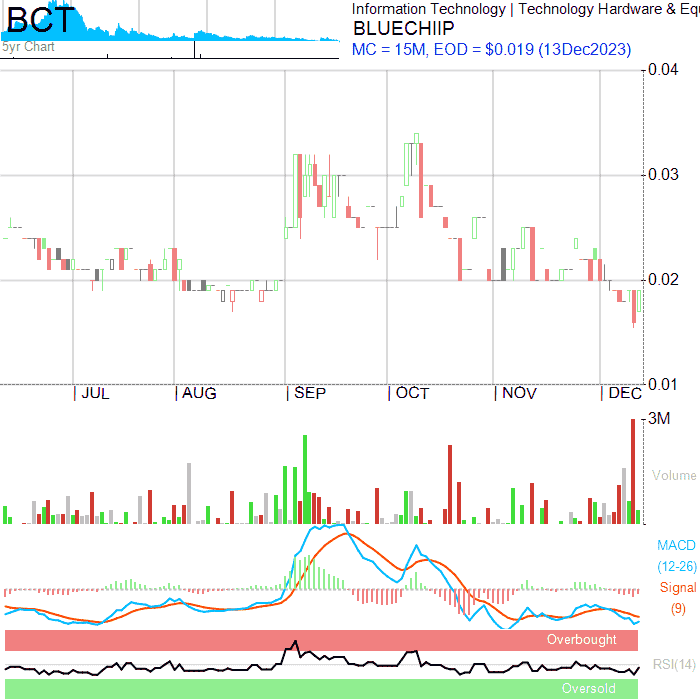 BCT
5yr Chart
Information Technology | Technology Hardware & Equ
BLUECHIIP
MC = 15M, EOD = $0.019 (13Dec2023)
0.04
0.03
0.02
0.01
| JUL | AUG | SEP | OCT | NOV | DEC
3M
Volume
MACD
(12-26)
Signal
(9)
Overbought
RSI(14)
Oversold